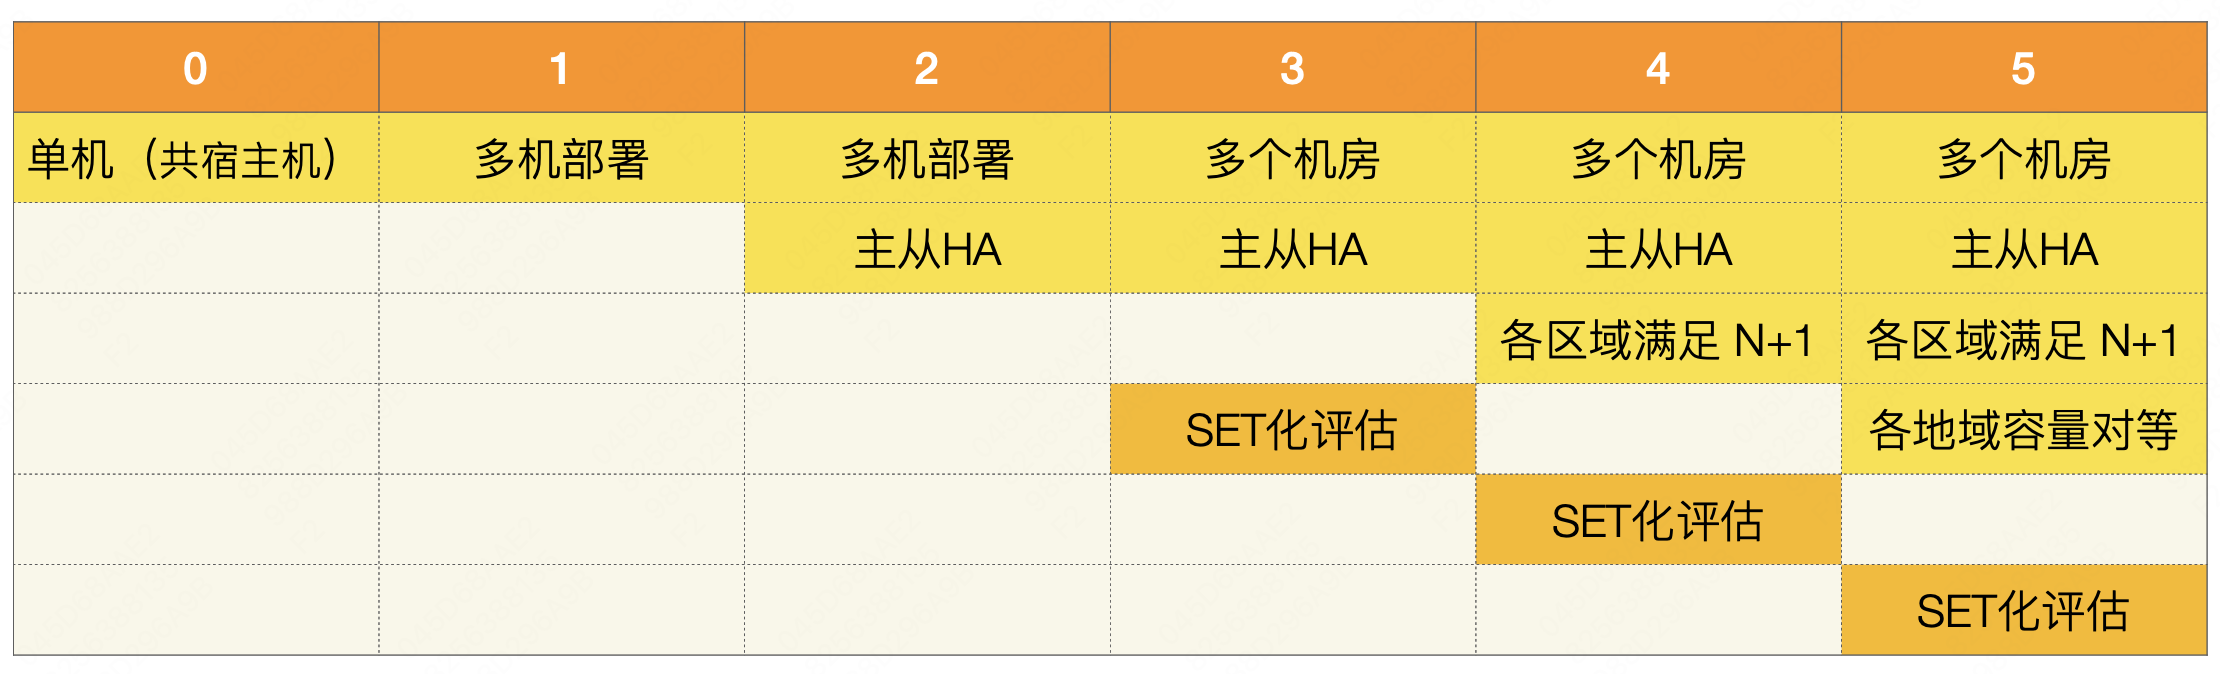 0 1 2 3 4 5
单机（共宿主机） 多机部署 多机部署 多个机房 多个机房 多个机房
主从HA 主从HA 主从HA 主从HA
各区域满足 N+1 各区域满足 N+1
SET化评估 各地域容量对等
SET化评估
SET化评估